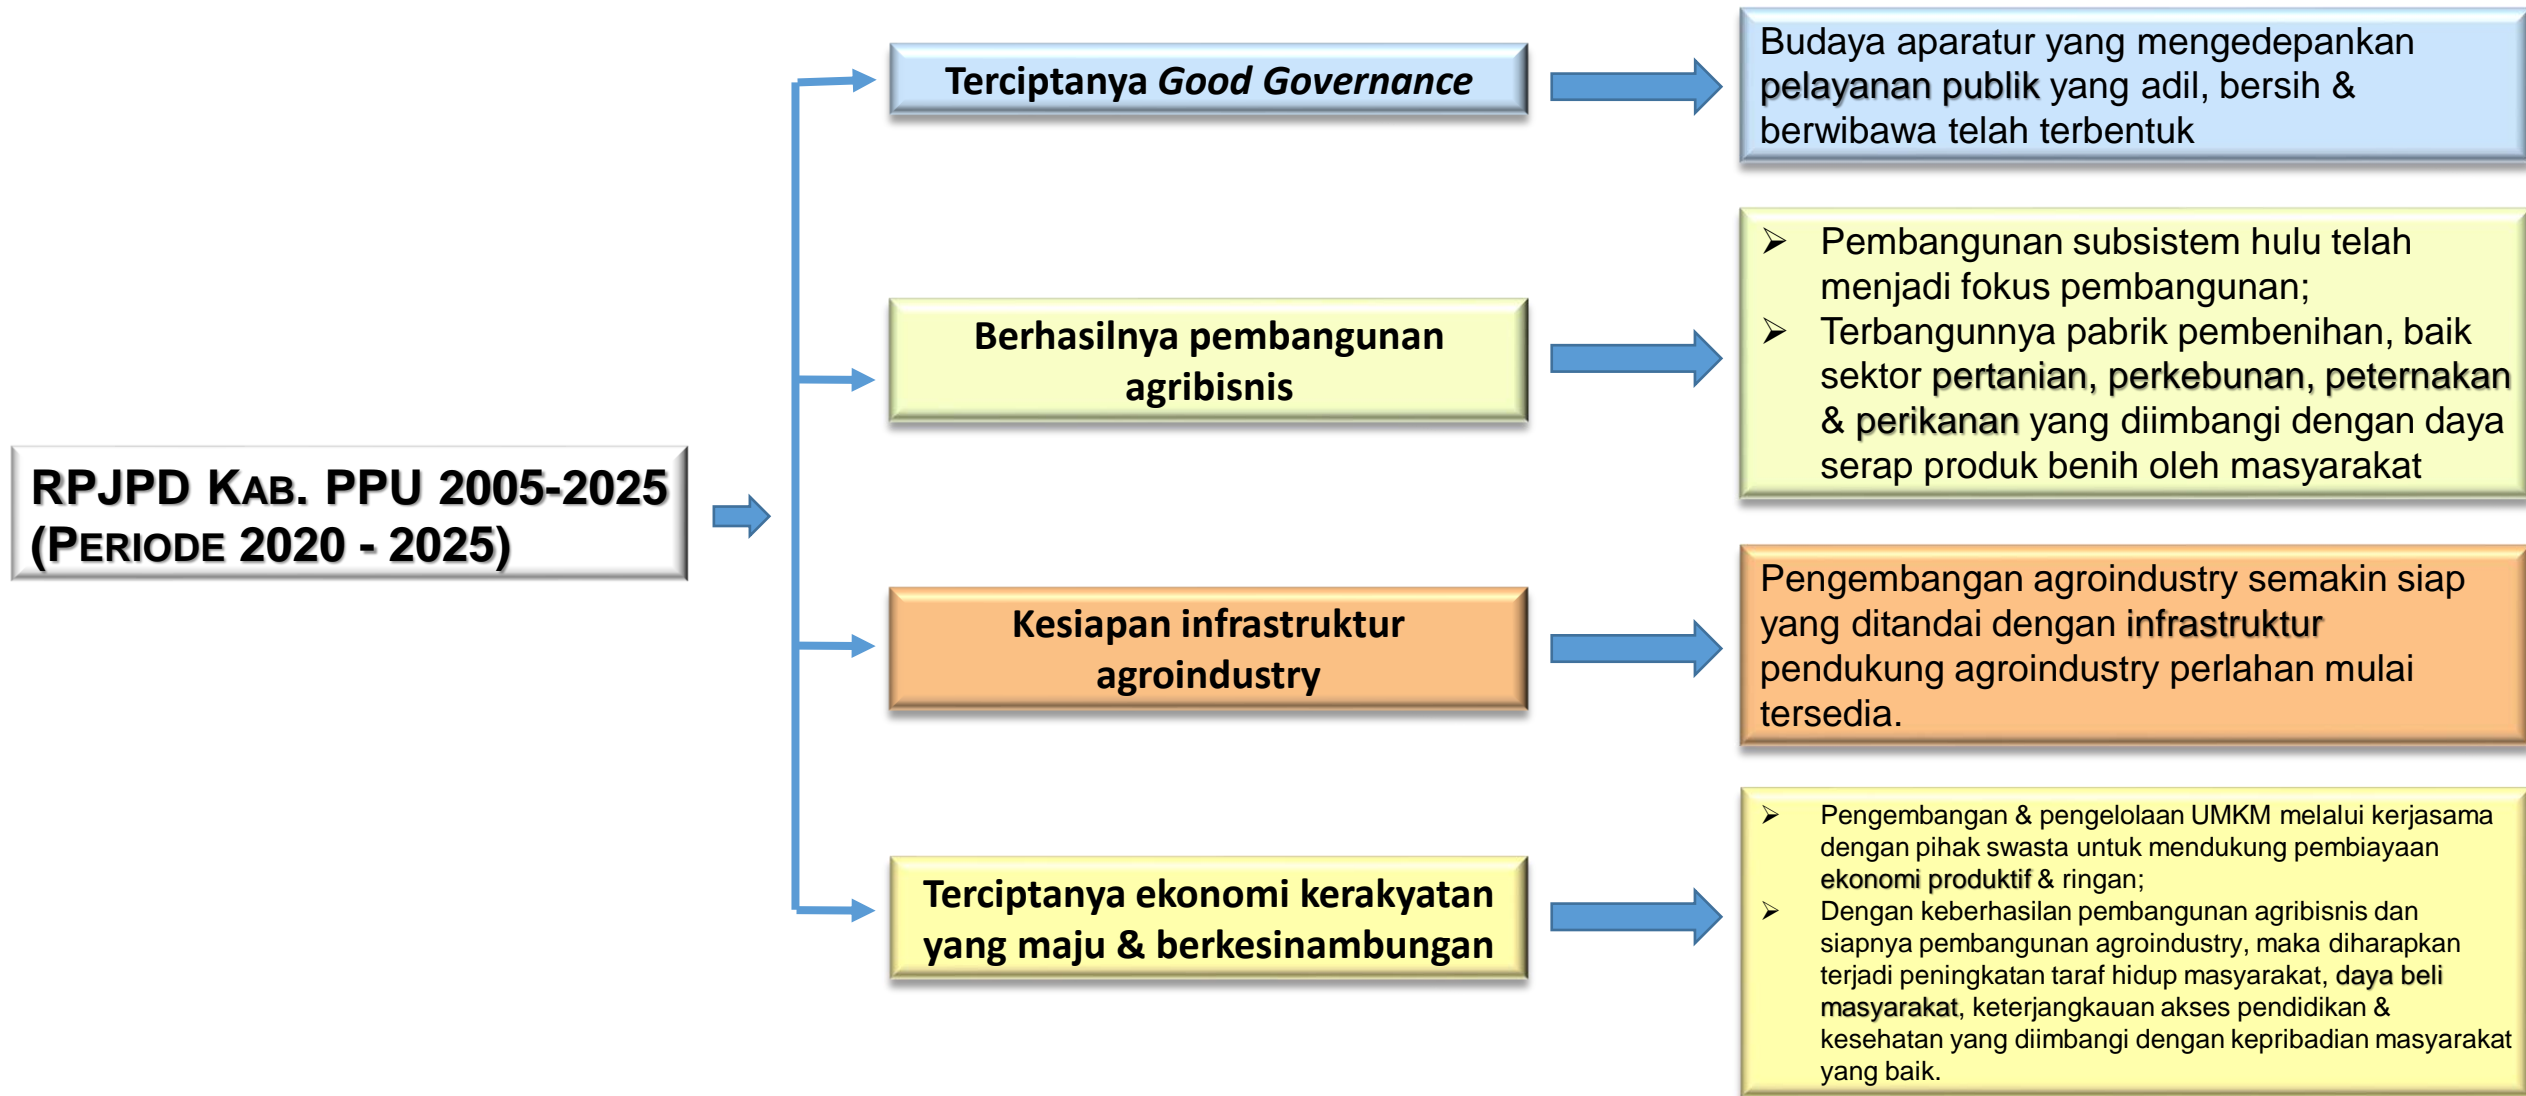 RPJPD KAB. PPU 2005-2025
(PERIODE 2020 - 2025)
Terciptanya Good Governance
Budaya aparatur yang mengedepankan
pelayanan publik yang adil, bersih &
berwibawa telah terbentuk
Berhasilnya pembangunan
agribisnis
➢ Pembangunan subsistem hulu telah
menjadi fokus pembangunan;
➢ Terbangunnya pabrik pembenihan, baik
sektor pertanian, perkebunan, peternakan
& perikanan yang diimbangi dengan daya
serap produk benih oleh masyarakat
Kesiapan infrastruktur
agroindustry
Pengembangan agroindustry semakin siap
yang ditandai dengan infrastruktur
pendukung agroindustry perlahan mulai
tersedia.
Terciptanya ekonomi kerakyatan
yang maju & berkesinambungan
➢ Pengembangan & pengelolaan UMKM melalui kerjasama
dengan pihak swasta untuk mendukung pembiayaan
ekonomi produktif & ringan;
➢ Dengan keberhasilan pembangunan agribisnis dan
siapnya pembangunan agroindustry, maka diharapkan
terjadi peningkatan taraf hidup masyarakat, daya beli
masyarakat, keterjangkauan akses pendidikan &
kesehatan yang diimbangi dengan kepribadian masyarakat
yang baik.